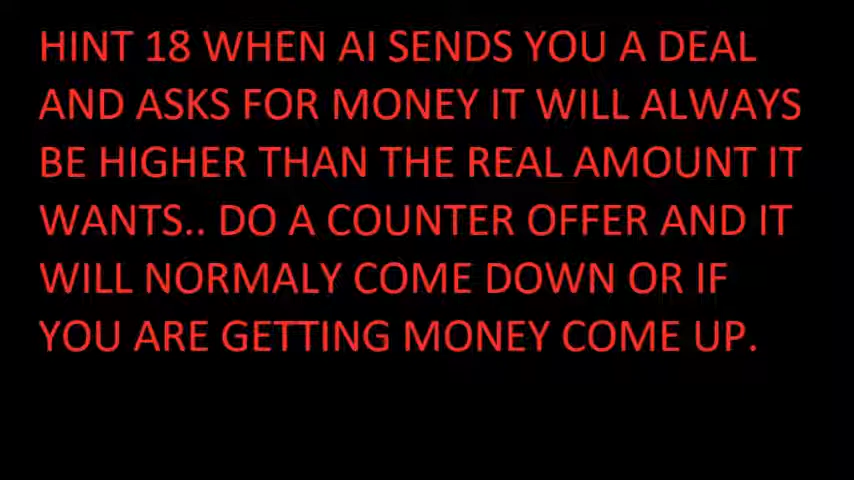 HINT 18 WHEN AI SENDS YOU A DEAL
AND ASKS FOR MONEY IT WILL ALWAYS
BE HIGHER THAN THE REAL AMOUNT IT
WANTS.. DO A COUNTER OFFER AND IT
WILL NORMALY COME DOWN OR IF
YOU ARE GETTING MONEY COME UP.